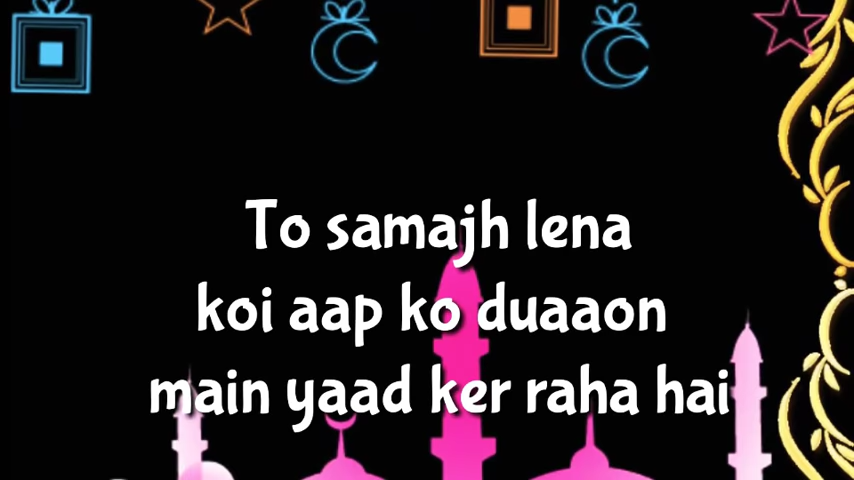 To samajh lena
koi aap ko duaaon
main yaad ker raha hai